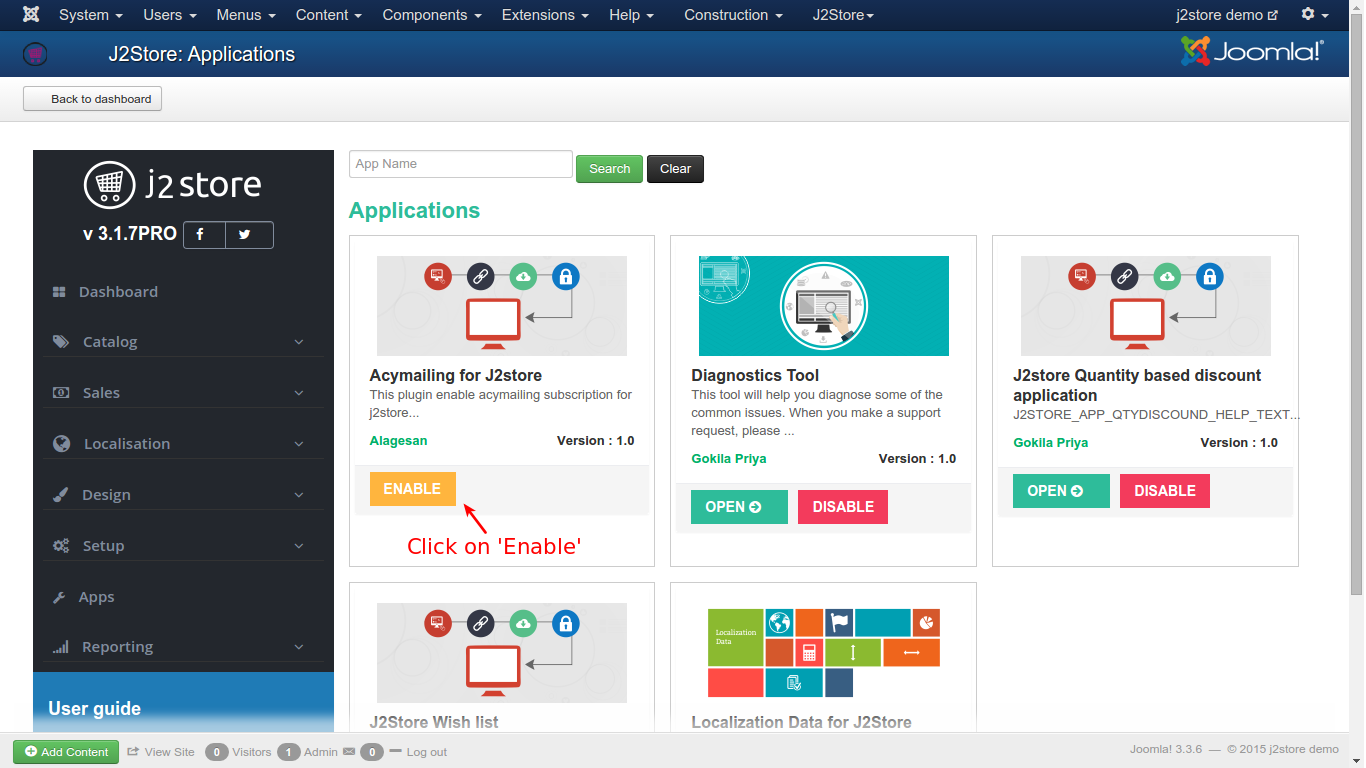 System Users Menus Content Components Extensions Help Construction J2Store j2store demo
J2Store: Applications Joomla!®
Back to dashboard
j2store
v 3.1.7PRO
Dashboard
Catalog
Sales
Localisation
Design
Setup
Apps
Reporting
User guide
App Name Search Clear
Applications
Acymailing for J2store
This plugin enable acymailing subscription for
j2store...
Alagesan Version : 1.0
ENABLE
Click on 'Enable'
Diagnostics Tool
This tool will help you diagnose some of the
common issues. When you make a support
request, please ...
Gokila Priya Version : 1.0
OPEN DISABLE
J2store Quantity based discount
application
J2STORE_APP_QTYDISCOUND_HELP_TEXT...
Gokila Priya Version : 1.0
OPEN DISABLE
J2Store Wish list
Localization
Data
Localization Data for J2Store
Add Content View Site 0 Visitors 1 Admin 0 Log out
Joomla! 3.3.6 — © 2015 j2store demo